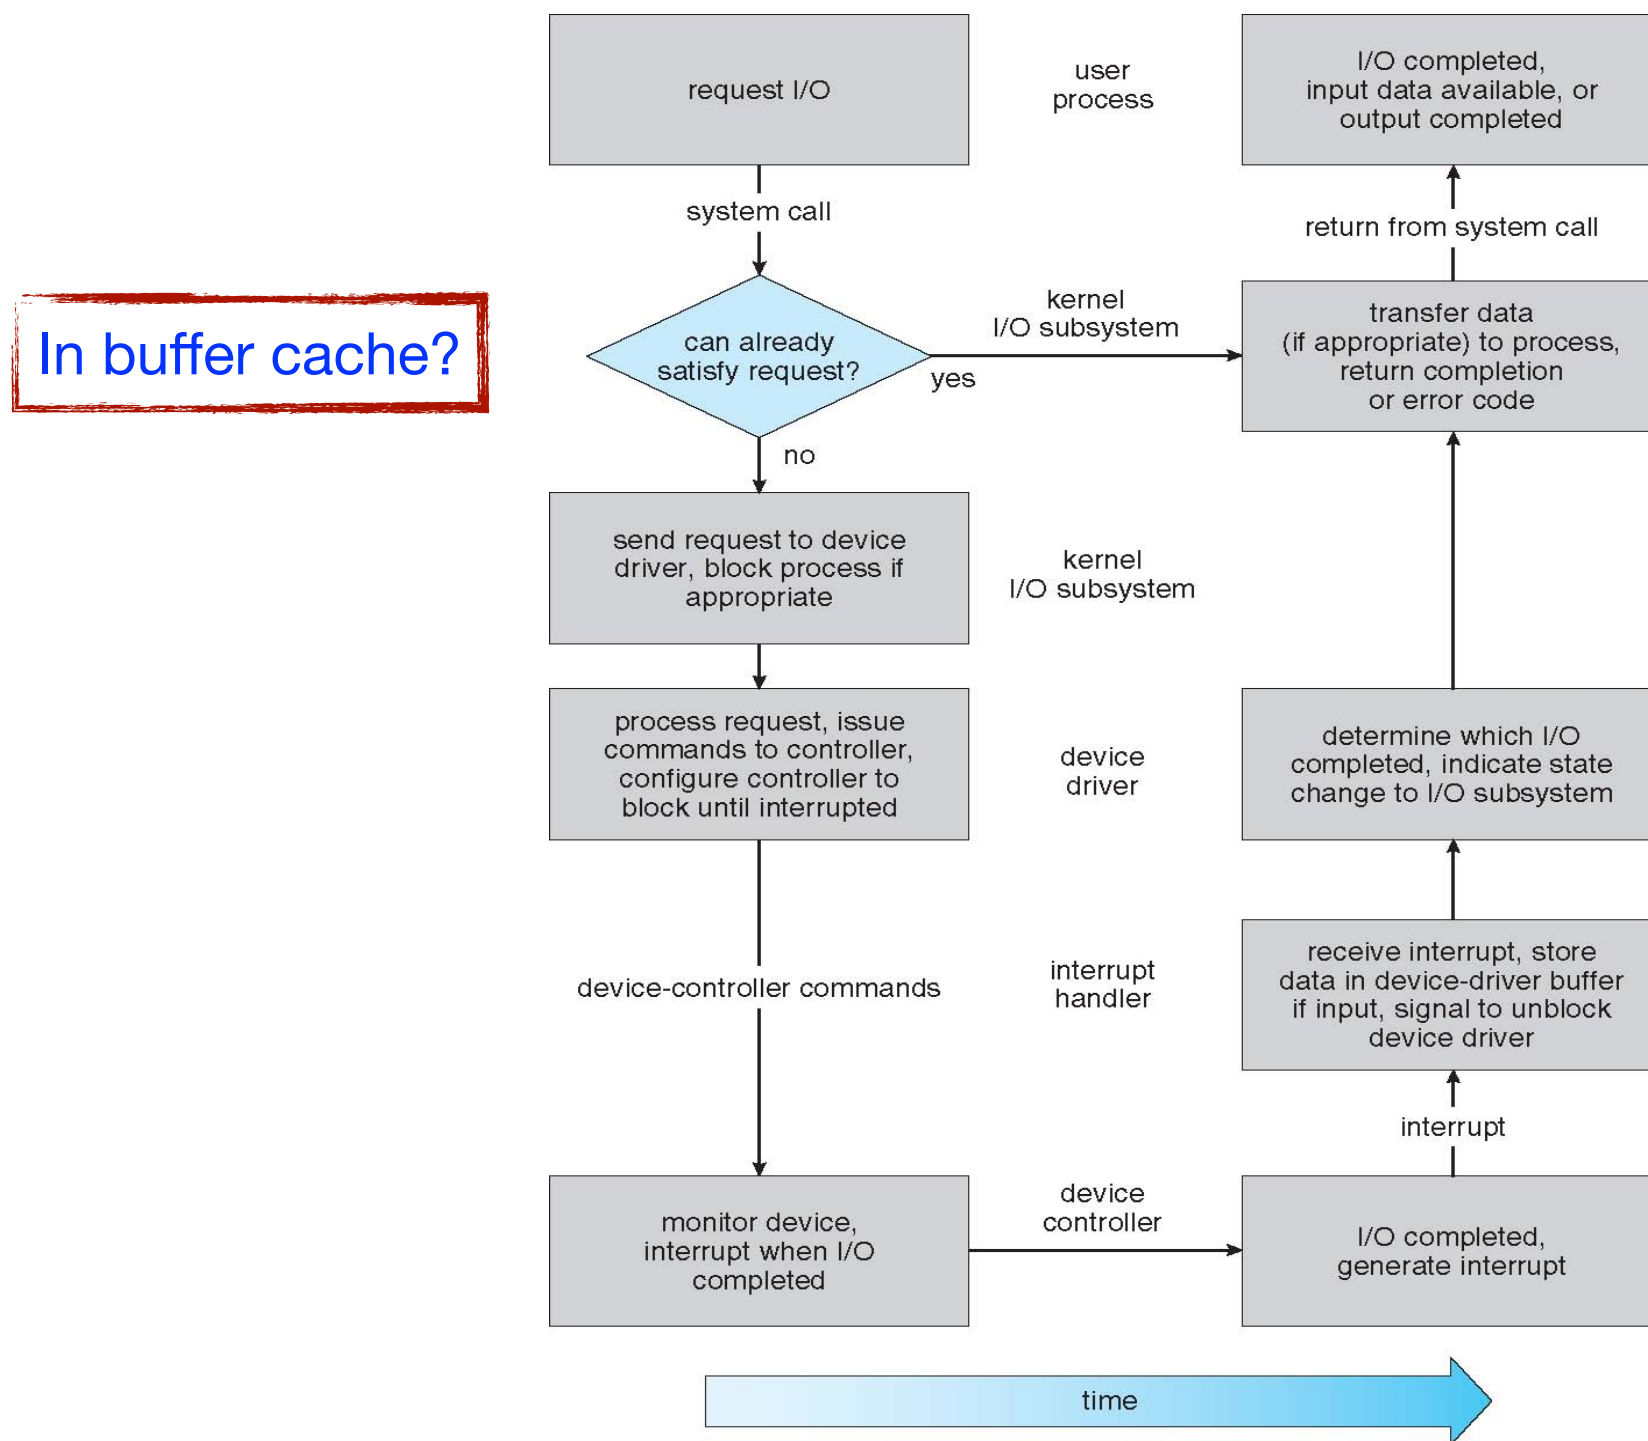 request I/O
user
process
I/O completed,
input data available, or
output completed
system call
return from system call
In buffer cache?
can already
satisfy request?
kernel
I/O subsystem
yes
transfer data
(if appropriate) to process,
return completion
or error code
no
send request to device
driver, block process if
appropriate
kernel
I/O subsystem
process request, issue
commands to controller,
configure controller to
block until interrupted
device
driver
determine which I/O
completed, indicate state
change to I/O subsystem
device-controller commands
interrupt
handler
receive interrupt, store
data in device-driver buffer
if input, signal to unblock
device driver
interrupt
monitor device,
interrupt when I/O
completed
device
controller
I/O completed,
generate interrupt
time